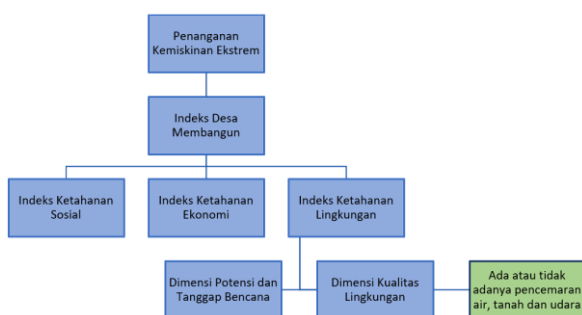 Penanganan
Kemiskinan Ekstrem
Indeks Desa
Membangun
Indeks Ketahanan
Sosial
Indeks Ketahanan
Ekonomi
Indeks Ketahanan
Lingkungan
Dimensi Potensi dan
Tanggap Bencana
Dimensi Kualitas
Lingkungan
Ada atau tidak
adanya pencemaran
air, tanah dan udara